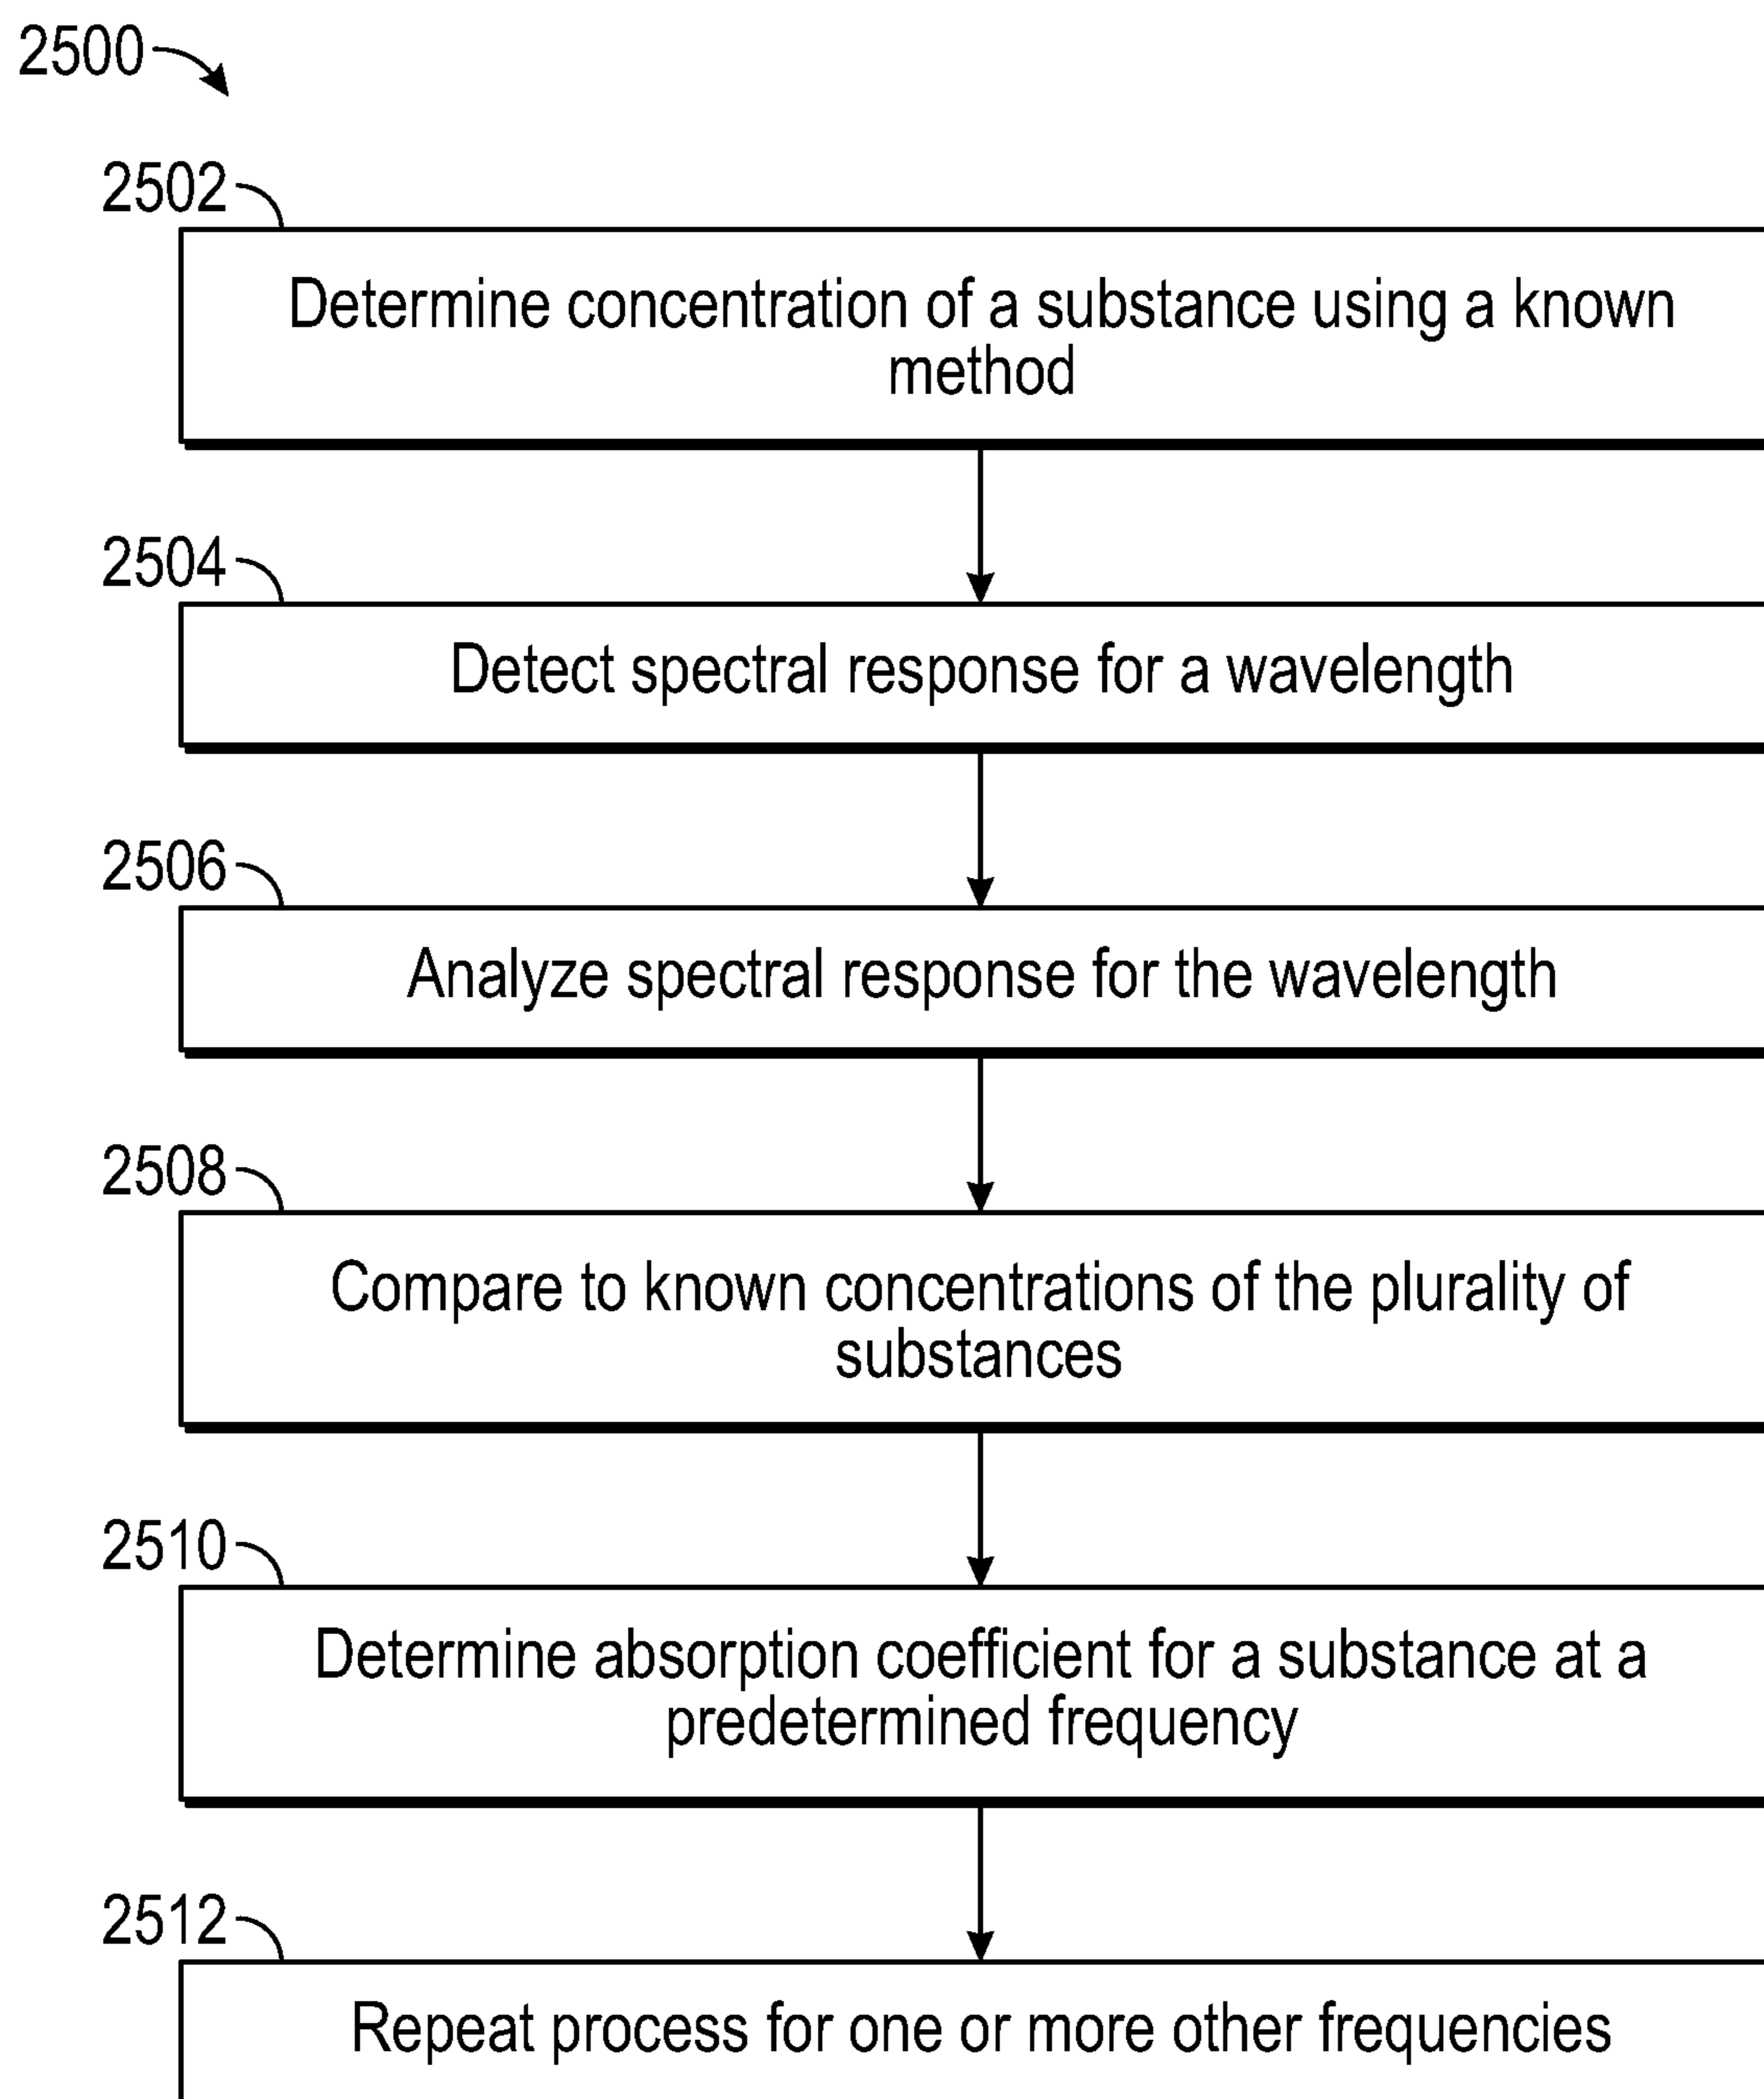 2500
2502
Determine concentration of a substance using a known
method
2504
Detect spectral response for a wavelength
2506
Analyze spectral response for the wavelength
2508
Compare to known concentrations of the plurality of
substances
2510
Determine absorption coefficient for a substance at a
predetermined frequency
2512
Repeat process for one or more other frequencies